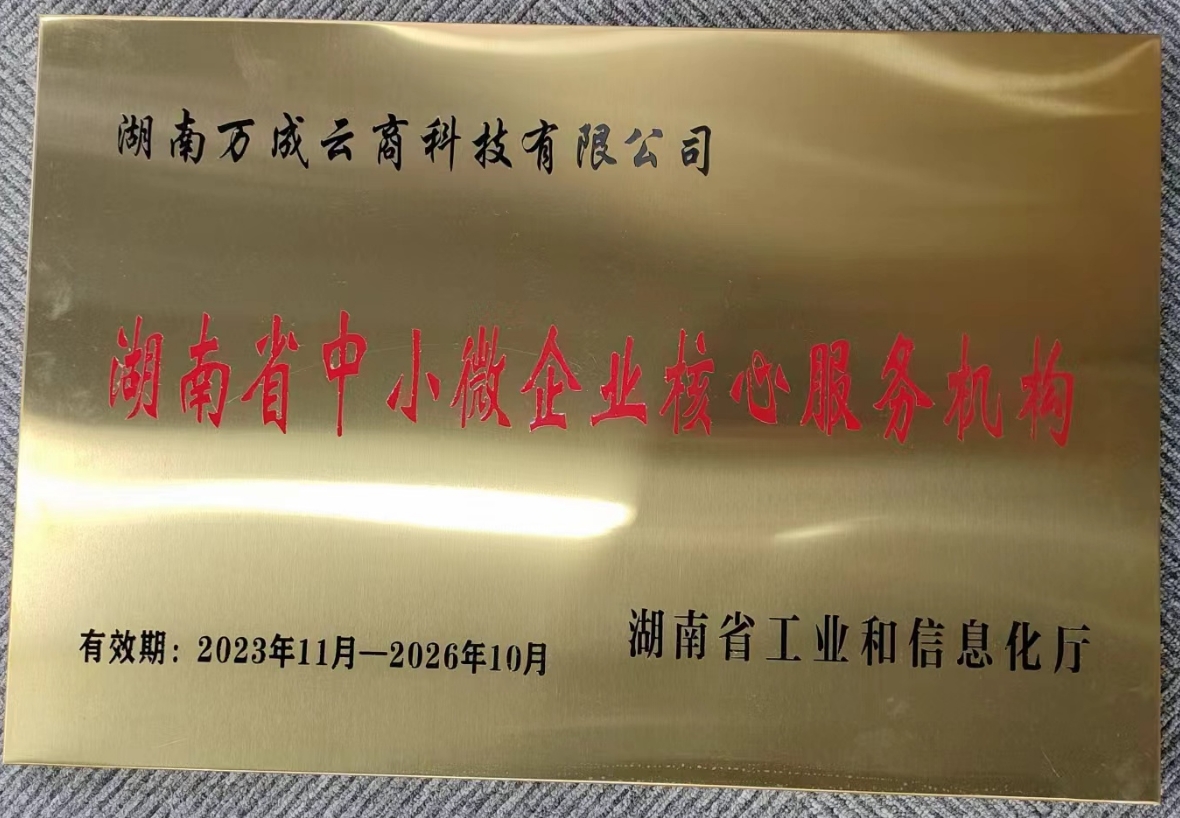 湖南万成云商科技有限公司
湖南省中小微企业核心服务机构
有效期：2023年11月—2026年10月
湖南省工业和信息化厅